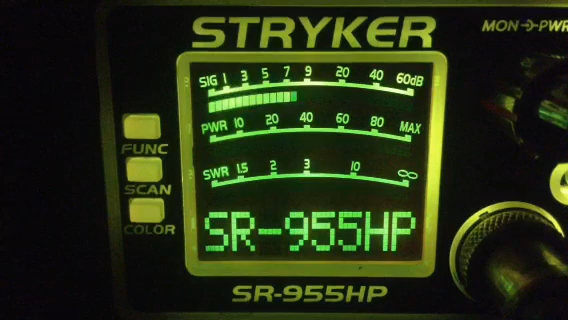 STRYKER
MON PWR
SIG 1 3 5 7 9 20 40 60dB
PWR 10 20 40 60 80 MAX
SWR 1.5 2 3 10 ∞
FUNC
SCAN
COLOR
SR-955HP
SR-955HP